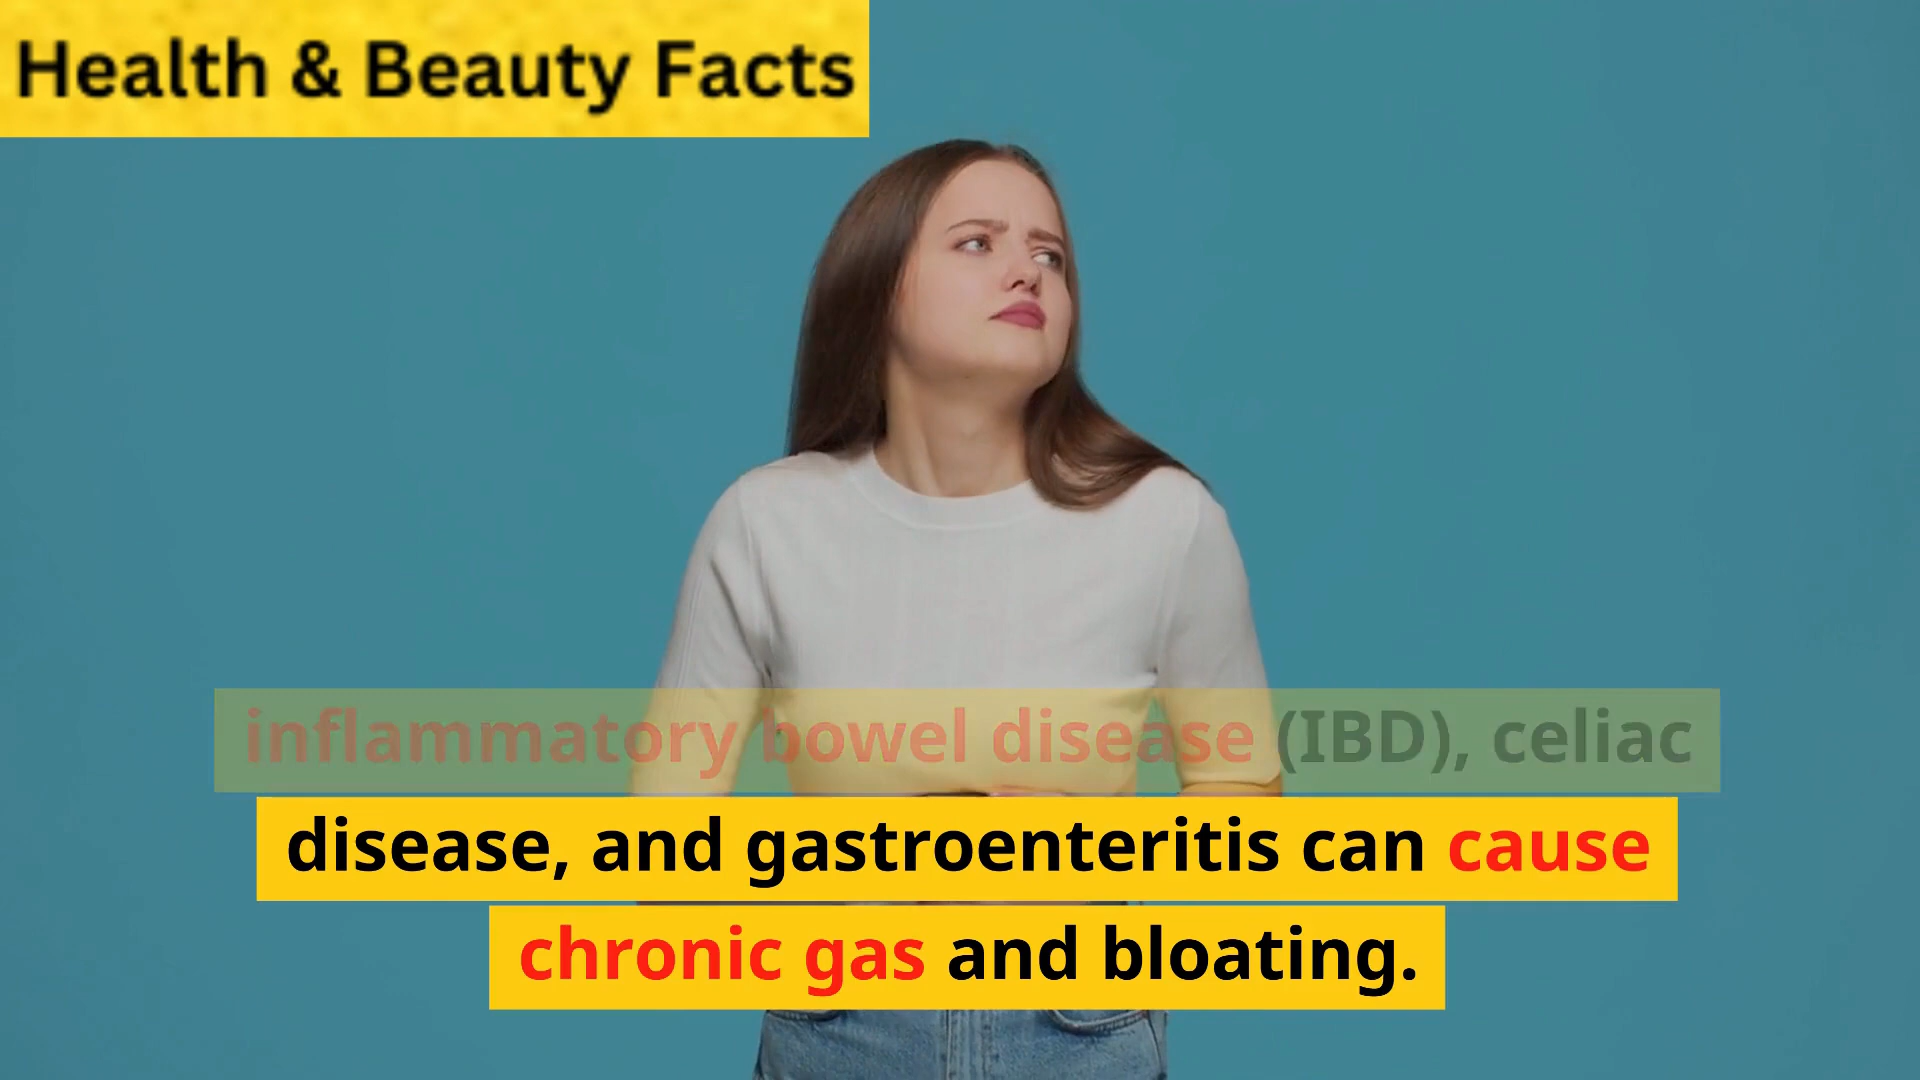 Health & Beauty Facts
inflammatory bowel disease (IBD), celiac
disease, and gastroenteritis can cause
chronic gas and bloating.